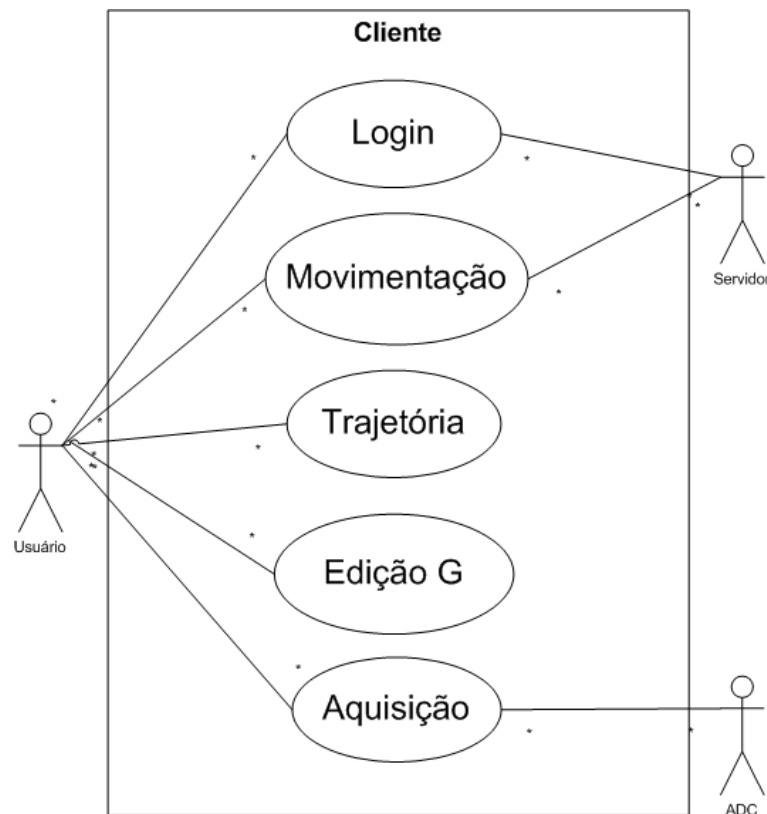 Cliente
Login
Movimentação
Servidor
Trajetória
Usuário
Edição G
Aquisição
ADC